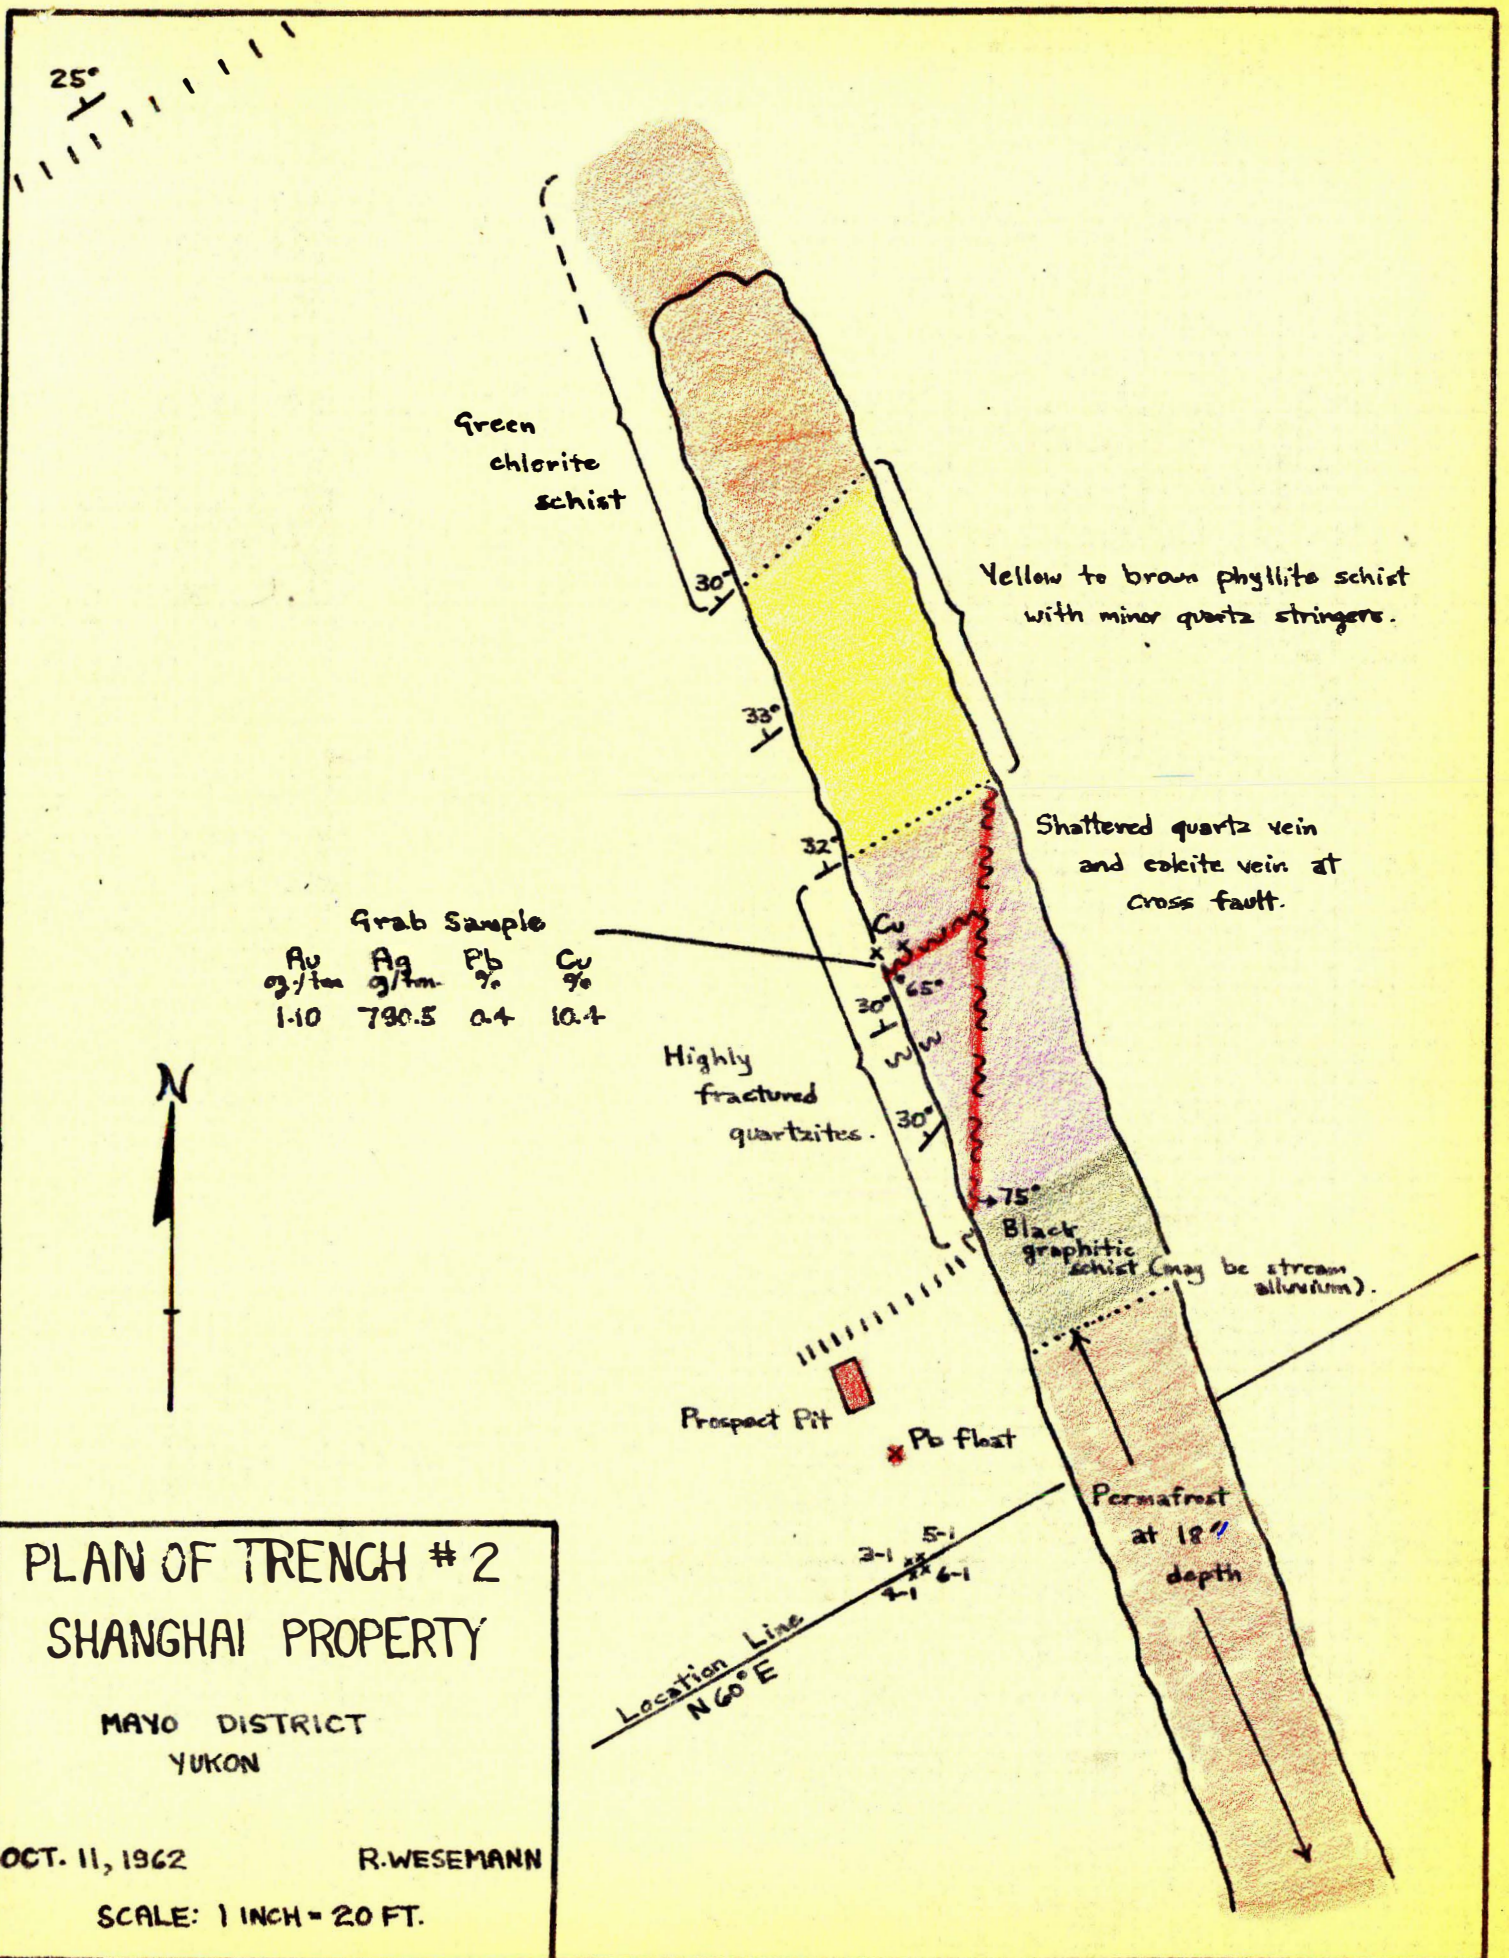 25°
Green
chlorite
schist
30°
Yellow to brown phyllite schist
with minor quartz stringers.
33°
32°
Shattered quartz vein
and calcite vein at
cross fault.
Grab Sample
Au Ag Pb Cu
oz./ton oz/ton. % %
1.10 790.5 0.4 10.4
Cu
65°
30°
Highly
fractured
quartzites.
30°
N
75°
Black
graphitic
schist (may be stream
alluvium).
Prospect Pit
Pb float
Permafrost
at 18"
depth
5-1
3-1
6-1
4-1
Location Line
N 60° E
PLAN OF TRENCH # 2
SHANGHAI PROPERTY
MAYO DISTRICT
YUKON
OCT. 11, 1962 R. WESEMANN
SCALE: 1 INCH = 20 FT.